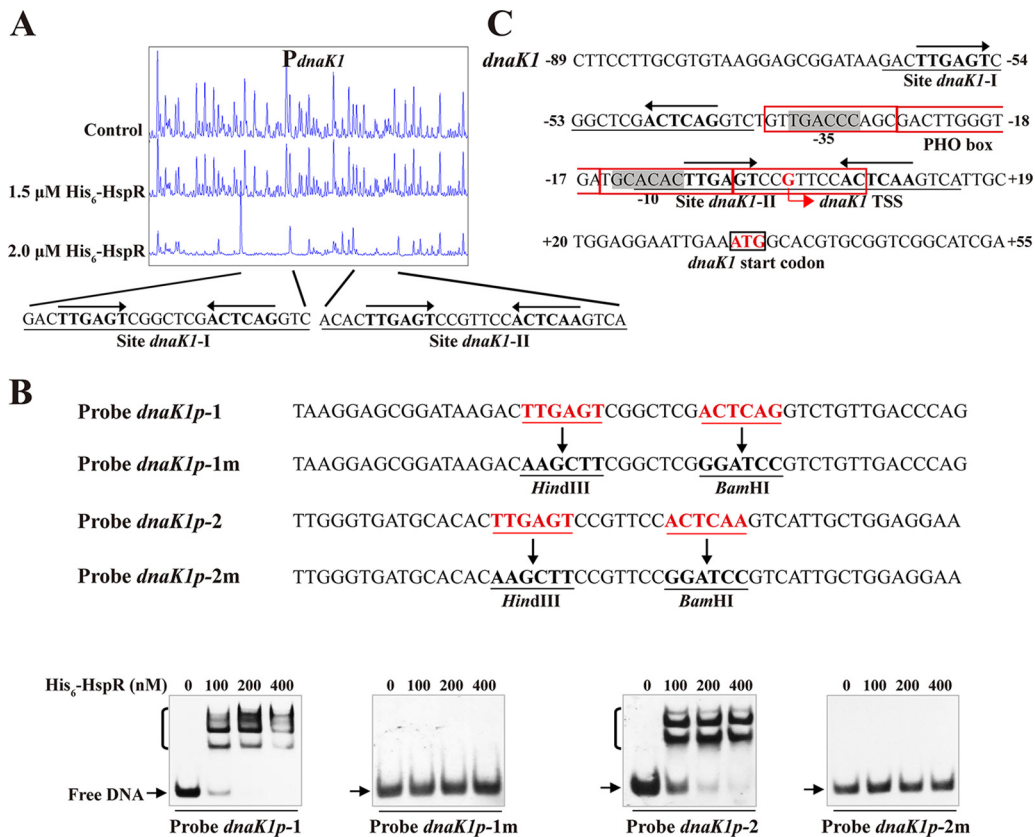 A
PdnaK1
Control
1.5 μM His6-HspR
2.0 μM His6-HspR
GACTTGAGTCGGCTCGACTCAGGTC
Site dnaK1-I
ACACTTGAGTCCGTTCCACTCAAGTCA
Site dnaK1-II
C
dnaK1 -89 CTTCCTTGCGTGTAAGGAGCGGATAAGACTTGAGTC -54
Site dnaK1-I
-53 GGCTCGACTCAGGTCTGTTGACCCAGCGACTTGGGT -18
-35 PHO box
-17 GATGCACACTTGAGTCCGTTCCACTCAAGTCATTGC +19
-10 Site dnaK1-II dnaK1 TSS
+20 TGGAGGAATTGAAATGGCACGTGCGGTCGGCATCGA +55
dnaK1 start codon
B
Probe dnaK1p-1 TAAGGAGCGGATAAGACTTGAGTCGGCTCGACTCAGGTCTGTTGACCCAG
Probe dnaK1p-1m TAAGGAGCGGATAAGACAAGCTTCGGCTCGGGATCCGTCTGTTGACCCAG
HindIII BamHI
Probe dnaK1p-2 TTGGGTGATGCACACTTGAGTCCGTTCCACTCAAGTCATTGCTGGAGGAA
Probe dnaK1p-2m TTGGGTGATGCACACAAGCTTCCGTTCCGGATCCGTCATTGCTGGAGGAA
HindIII BamHI
His6-HspR (nM) 0 100 200 400
0 100 200 400
0 100 200 400
0 100 200 400
Free DNA
Probe dnaK1p-1
Probe dnaK1p-1m
Probe dnaK1p-2
Probe dnaK1p-2m